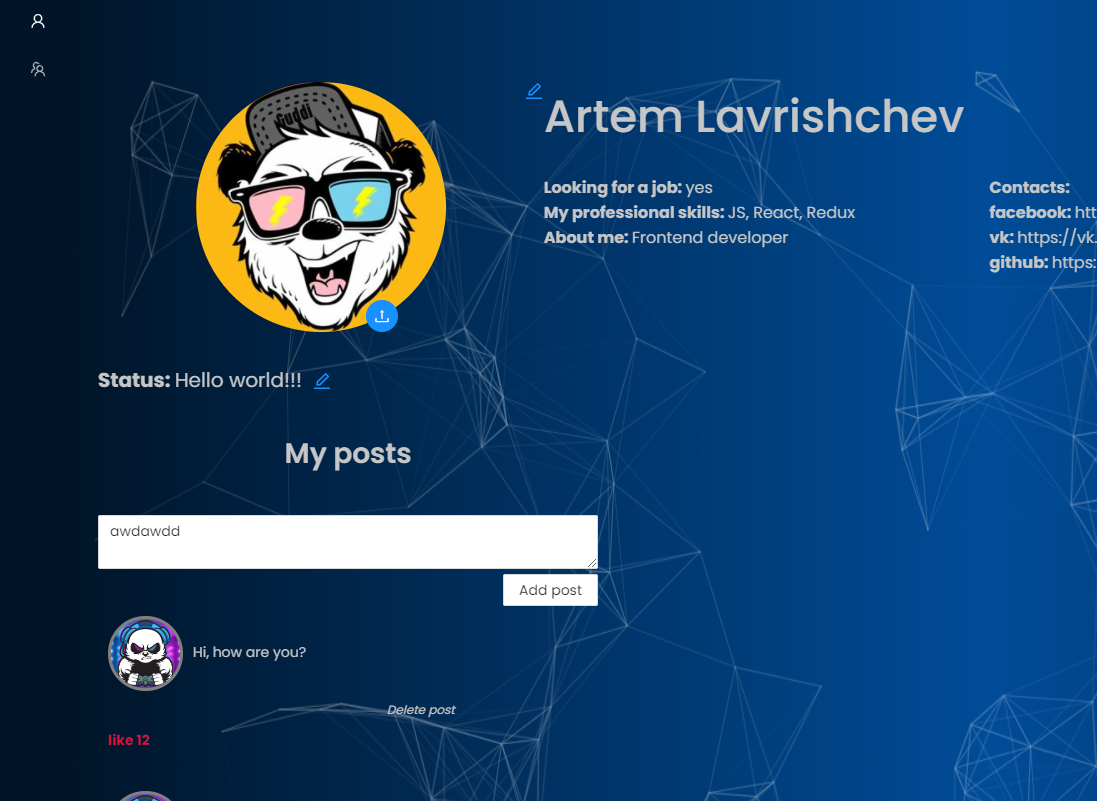 Guddi
Artem Lavrishchev
Looking for a job: yes
My professional skills: JS, React, Redux
About me: Frontend developer
Contacts:
facebook: htt
vk: https://vk.
github: https:
Status: Hello world!!!
My posts
awdawdd
Add post
Hi, how are you?
Delete post
like 12